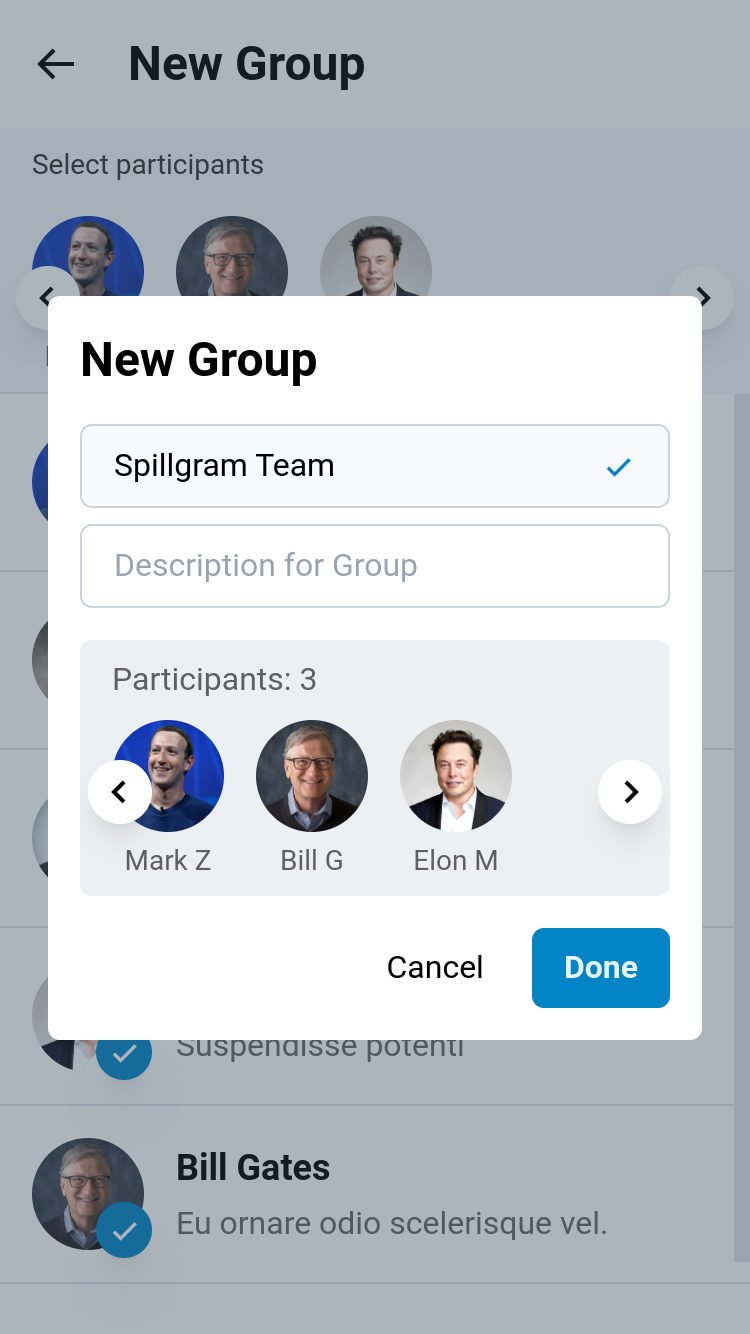 New Group
Select participants
New Group
Spillgram Team
Description for Group
Participants: 3
Mark Z
Bill G
Elon M
Cancel
Done
Suspendisse potenti
Bill Gates
Eu ornare odio scelerisque vel.